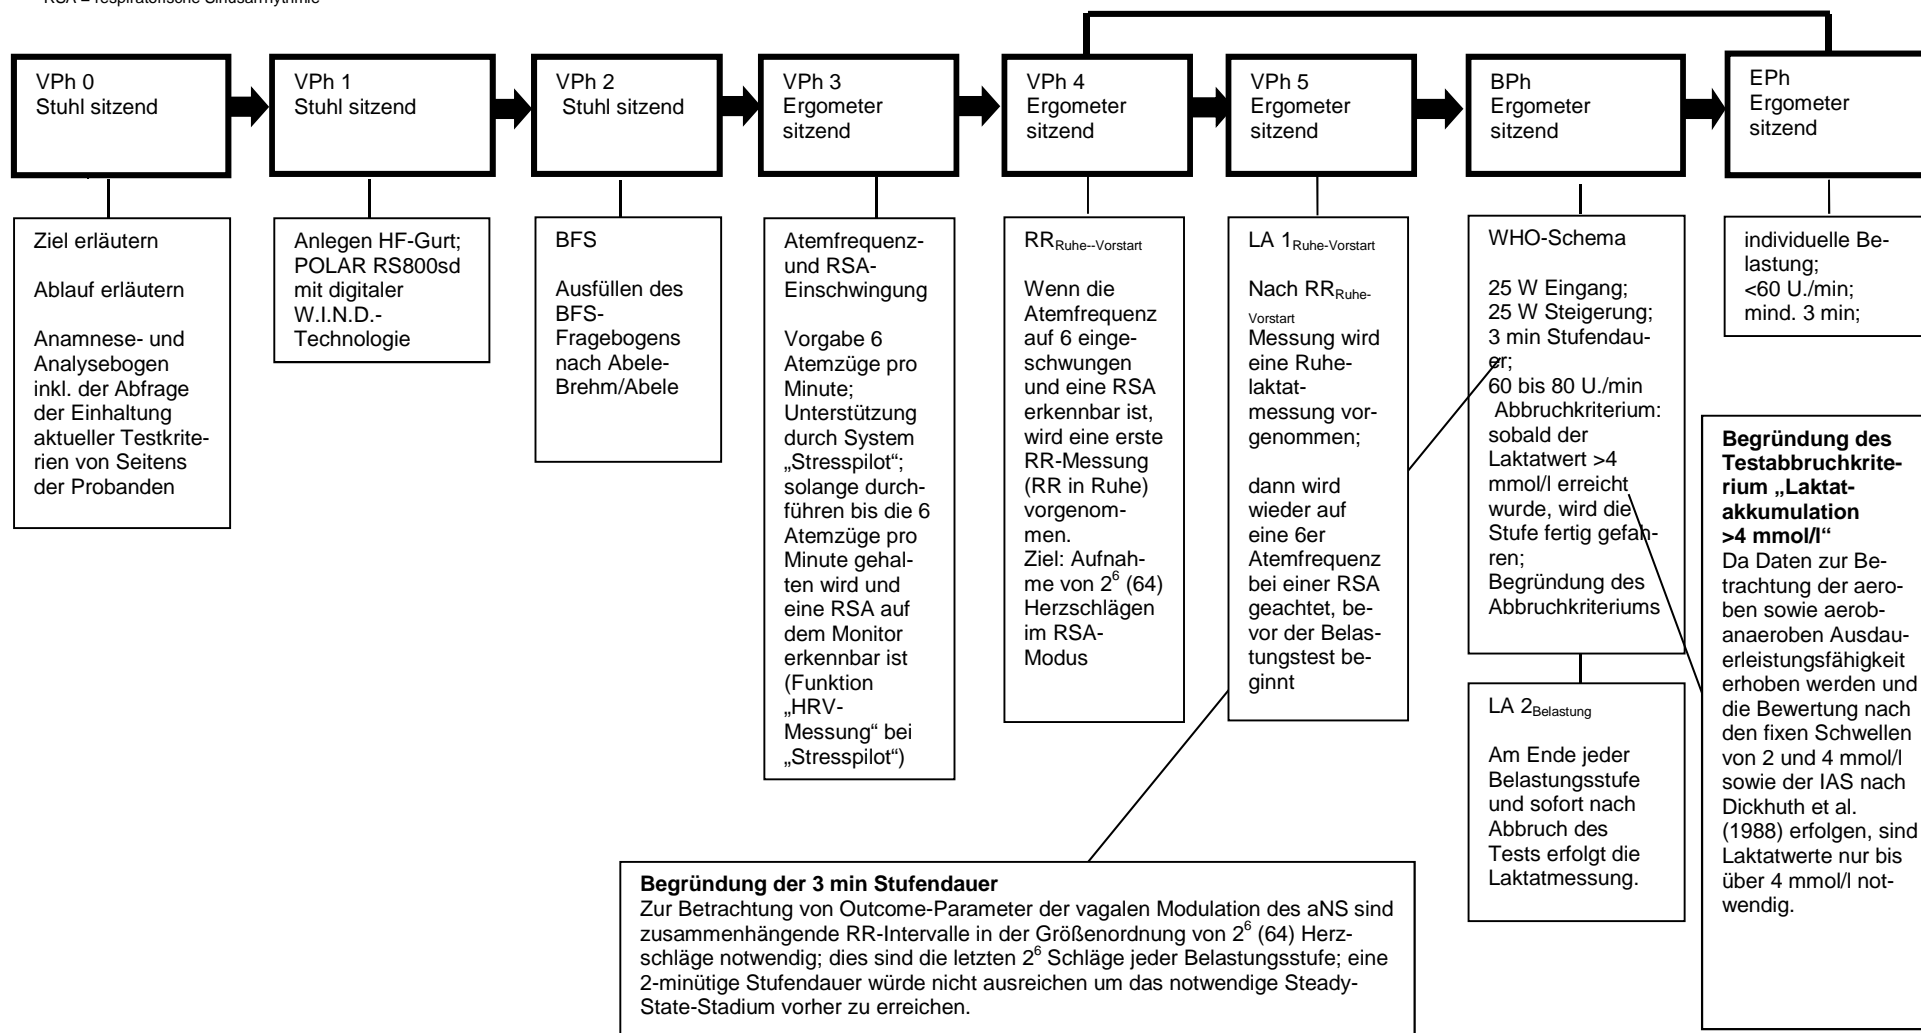 RSA = respiratorische Sinusarrhythmie
VPh 0
Stuhl sitzend
VPh 1
Stuhl sitzend
VPh 2
Stuhl sitzend
VPh 3
Ergometer
sitzend
VPh 4
Ergometer
sitzend
VPh 5
Ergometer
sitzend
BPh
Ergometer
sitzend
EPh
Ergometer
sitzend
Ziel erläutern
Ablauf erläutern
Anamnese- und
Analysebogen
inkl. der Abfrage
der Einhaltung
aktueller Testkrite-
rien von Seitens
der Probanden
Anlegen HF-Gurt;
POLAR RS800sd
mit digitaler
W.I.N.D.-
Technologie
BFS
Ausfüllen des
BFS-
Fragebogens
nach Abele-
Brehm/Abele
Atemfrequenz-
und RSA-
Einschwingung
Vorgabe 6
Atemzüge pro
Minute;
Unterstützung
durch System
„Stresspilot“;
solange durch-
führen bis die 6
Atemzüge pro
Minute gehal-
ten wird und
eine RSA auf
dem Monitor
erkennbar ist
(Funktion
„HRV-
Messung“ bei
„Stresspilot“)
RR Ruhe--Vorstart
Wenn die
Atemfrequenz
auf 6 einge-
schwungen
und eine RSA
erkennbar ist,
wird eine erste
RR-Messung
(RR in Ruhe)
vorgenom-
men.
Ziel: Aufnah-
me von 2^6 (64)
Herzschlägen
im RSA-
Modus
LA 1 Ruhe-Vorstart
Nach RR Ruhe-
Vorstart
Messung wird
eine Ruhe-
laktat-
messung vor-
genommen;
dann wird
wieder auf
eine 6er
Atemfrequenz
bei einer RSA
geachtet, be-
vor der Belas-
tungstest be-
ginnt
WHO-Schema
25 W Eingang;
25 W Steigerung;
3 min Stufendau-
er;
60 bis 80 U./min
Abbruchkriterium:
sobald der
Laktatwert >4
mmol/l erreicht
wurde, wird die
Stufe fertig gefah-
ren;
Begründung des
Abbruchkriteriums
LA 2 Belastung
Am Ende jeder
Belastungsstufe
und sofort nach
Abbruch des
Tests erfolgt die
Laktatmessung.
individuelle Be-
lastung;
<60 U./min;
mind. 3 min;
Begründung des
Testabbruchkrite-
rium „Laktat-
akkumulation
>4 mmol/l“
Da Daten zur Be-
trachtung der aero-
ben sowie aerob-
anaeroben Ausdau-
erleistungsfähigkeit
erhoben werden und
die Bewertung nach
den fixen Schwellen
von 2 und 4 mmol/l
sowie der IAS nach
Dickhuth et al.
(1988) erfolgen, sind
Laktatwerte nur bis
über 4 mmol/l not-
wendig.
Begründung der 3 min Stufendauer
Zur Betrachtung von Outcome-Parameter der vagalen Modulation des aNS sind
zusammenhängende RR-Intervalle in der Größenordnung von 2^6 (64) Herz-
schläge notwendig; dies sind die letzten 2^6 Schläge jeder Belastungsstufe; eine
2-minütige Stufendauer würde nicht ausreichen um das notwendige Steady-
State-Stadium vorher zu erreichen.